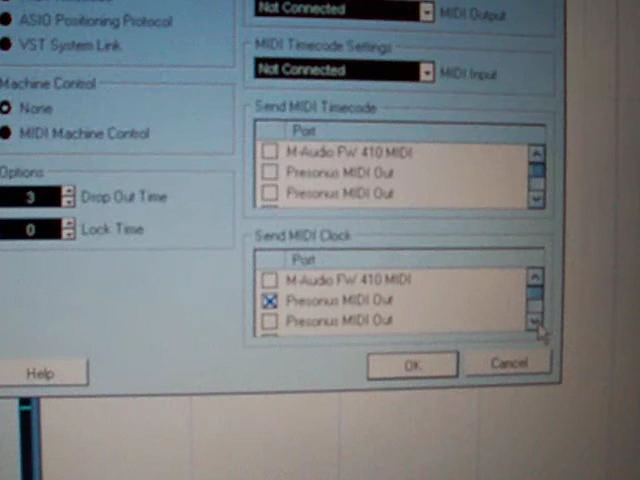 ASIO Positioning Protocol
VST System Link
Machine Control
None
MIDI Machine Control
Options
3 Drop Out Time
0 Lock Time
Help
Not Connected MIDI Output
MIDI Timecode Settings
Not Connected MIDI Input
Send MIDI Timecode
Port
M-Audio FW 410 MIDI
Presonus MIDI Out
Presonus MIDI Out
Send MIDI Clock
Port
M-Audio FW 410 MIDI
Presonus MIDI Out
Presonus MIDI Out
OK
Cancel